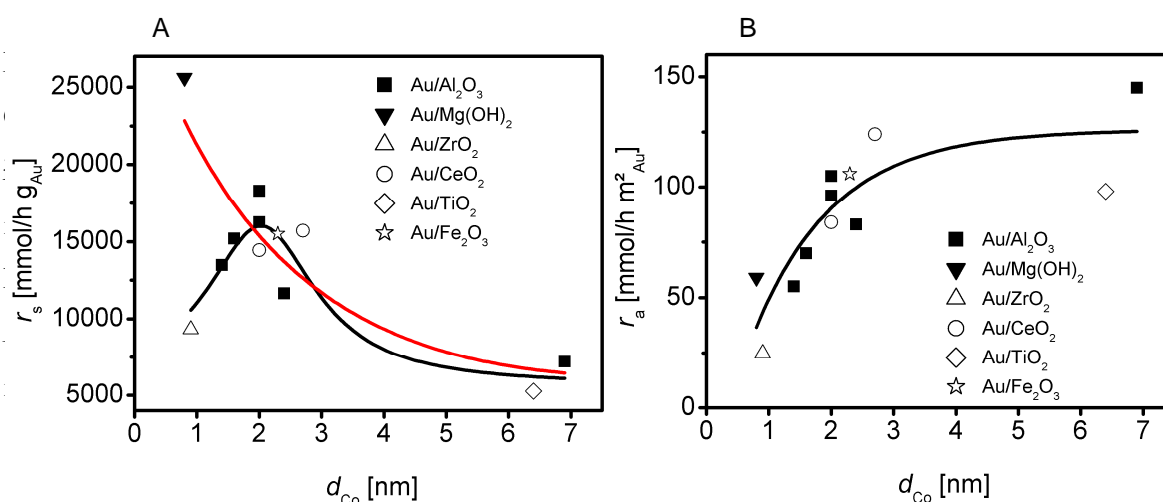 A
B
r_s [mmol/h g_Au]
25000
20000
15000
10000
5000
Au/Al₂O₃
Au/Mg(OH)₂
Au/ZrO₂
Au/CeO₂
Au/TiO₂
Au/Fe₂O₃
0 1 2 3 4 5 6 7
d_Co [nm]
r_a [mmol/h m²_Au]
150
100
50
0
Au/Al₂O₃
Au/Mg(OH)₂
Au/ZrO₂
Au/CeO₂
Au/TiO₂
Au/Fe₂O₃
0 1 2 3 4 5 6 7
d_Co [nm]